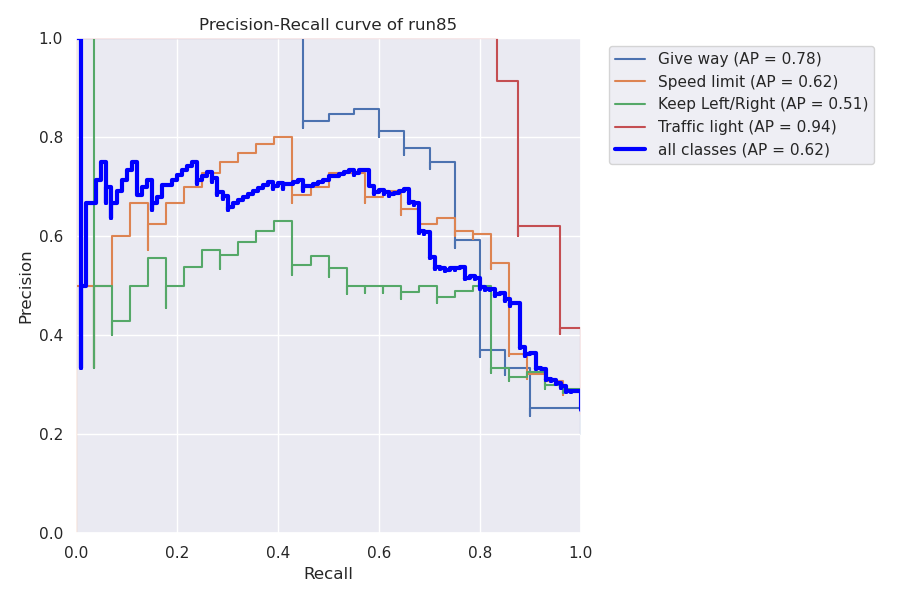 Precision-Recall curve of run85
1.0
0.8
0.6
0.4
0.2
0.0
Precision
0.0 0.2 0.4 0.6 0.8 1.0
Recall
Give way (AP = 0.78)
Speed limit (AP = 0.62)
Keep Left/Right (AP = 0.51)
Traffic light (AP = 0.94)
all classes (AP = 0.62)